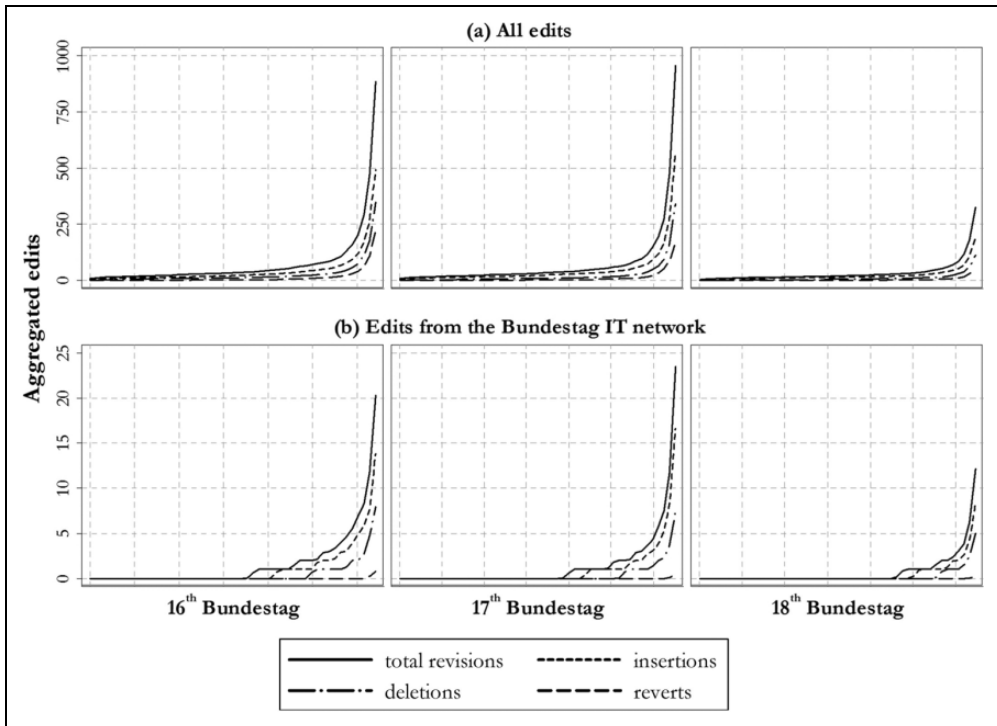 (a) All edits
1000
750
500
250
0
(b) Edits from the Bundestag IT network
Aggregated edits
25
20
15
10
5
0
16th Bundestag
17th Bundestag
18th Bundestag
total revisions
insertions
deletions
reverts